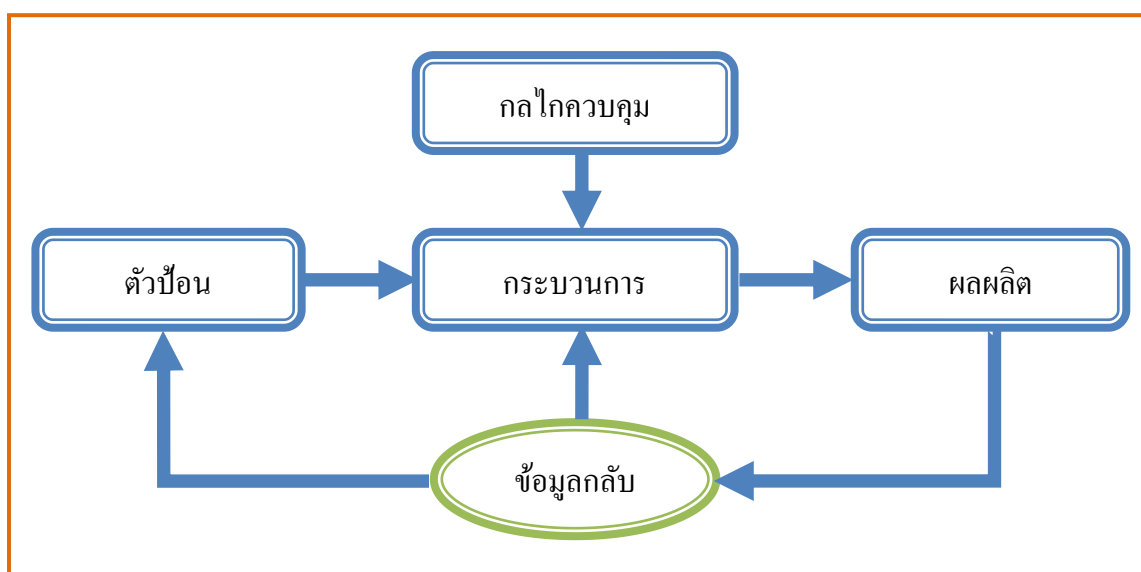 กลไกควบคุม
ตัวป้อน
กระบวนการ
ผลผลิต
ข้อมูลกลับ